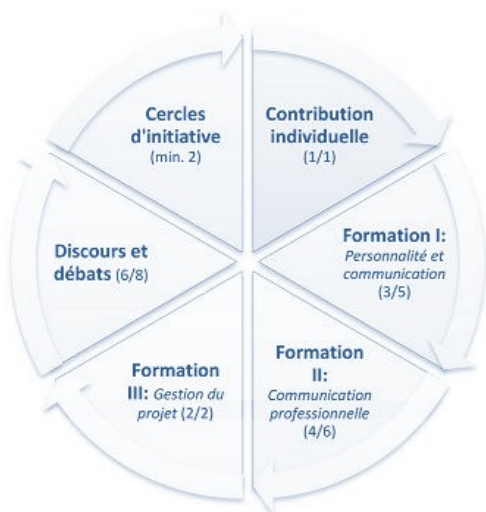 Cercles
d'initiative
(min. 2)
Contribution
individuelle
(1/1)
Formation I:
Personnalité et
communication
(3/5)
Formation
II:
Communication
professionnelle
(4/6)
Formation
III: Gestion du
projet (2/2)
Discours et
débats (6/8)